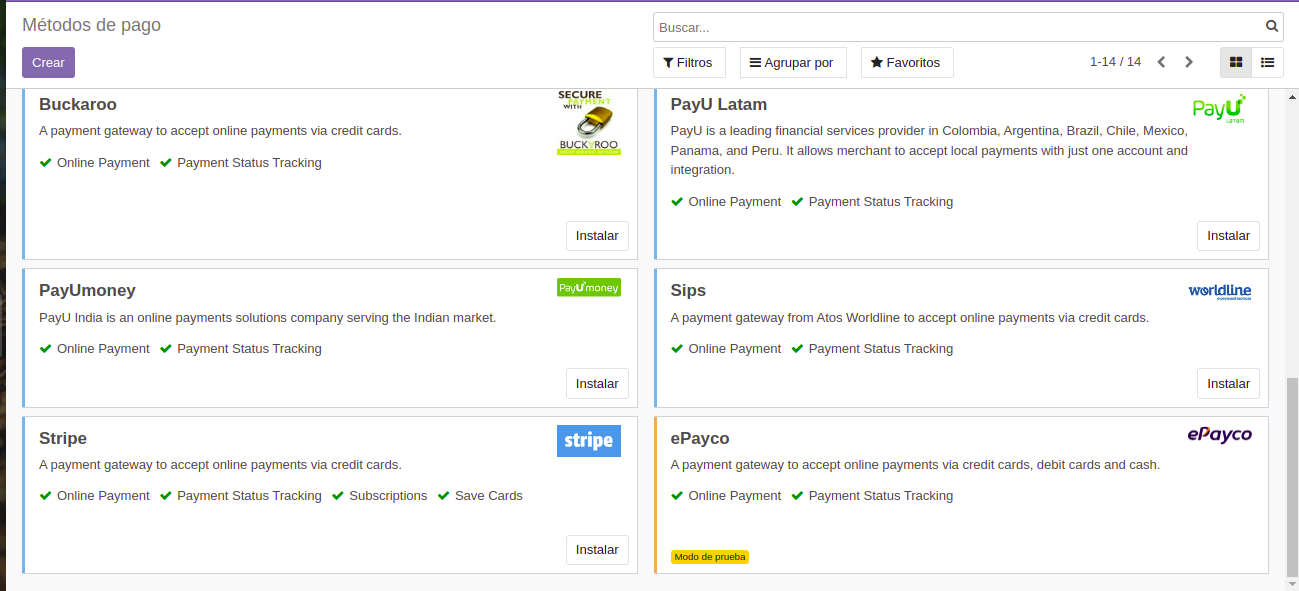 Métodos de pago
Buscar...
Crear
Filtros
Agrupar por
Favoritos
1-14 / 14
Buckaroo
SECURE
PAYMENT
WITH
BUCKAROO
A payment gateway to accept online payments via credit cards.
Online Payment
Payment Status Tracking
Instalar
PayU Latam
PayU
LATAM
PayU is a leading financial services provider in Colombia, Argentina, Brazil, Chile, Mexico,
Panama, and Peru. It allows merchant to accept local payments with just one account and
integration.
Online Payment
Payment Status Tracking
Instalar
PayUmoney
PayUmoney
PayU India is an online payments solutions company serving the Indian market.
Online Payment
Payment Status Tracking
Instalar
Sips
worldline
A payment gateway from Atos Worldline to accept online payments via credit cards.
Online Payment
Payment Status Tracking
Instalar
Stripe
stripe
A payment gateway to accept online payments via credit cards.
Online Payment
Payment Status Tracking
Subscriptions
Save Cards
Instalar
ePayco
ePayco
A payment gateway to accept online payments via credit cards, debit cards and cash.
Online Payment
Payment Status Tracking
Modo de prueba